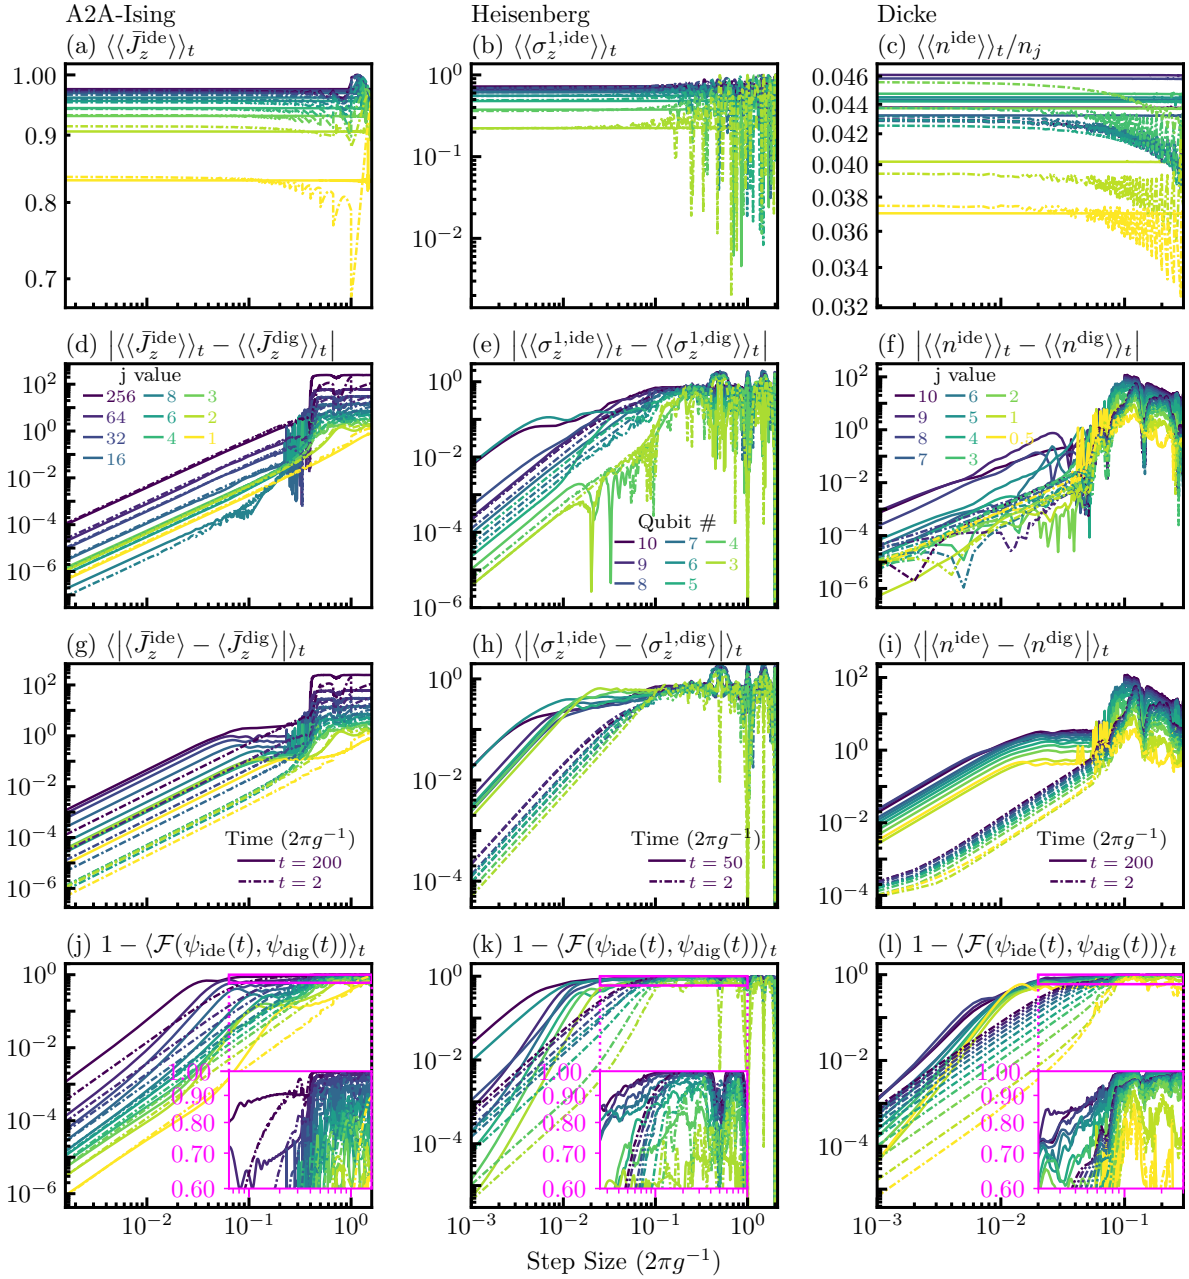 A2A-Ising Heisenberg Dicke
(a) ⟨⟨J̄_z^ide⟩⟩_t (b) ⟨⟨σ_z^1,ide⟩⟩_t (c) ⟨⟨n^ide⟩⟩_t/n_j
1.00 10^0 0.046
0.044
0.9 0.042
10^−1 0.040
0.8 0.038
0.036
10^−2 0.034
0.7
0.032
(d) |⟨⟨J̄_z^ide⟩⟩_t − ⟨⟨J̄_z^dig⟩⟩_t| (e) |⟨⟨σ_z^1,ide⟩⟩_t − ⟨⟨σ_z^1,dig⟩⟩_t| (f) |⟨⟨n^ide⟩⟩_t − ⟨⟨n^dig⟩⟩_t|
10^2 j value 10^0 10^2 j value
256 8 3 10 6 2
64 6 2 9 5 1
32 4 1 8 4 0.5
16 7 3
10^0 10^−2 10^0
10^−2 10^−2
10^−4 10^−4 10^−4
Qubit #
10 7 4
9 6 3
8 5
10^−6 10^−6 10^−6
(g) ⟨|⟨J̄_z^ide⟩ − ⟨J̄_z^dig⟩|⟩_t (h) ⟨|⟨σ_z^1,ide⟩ − ⟨σ_z^1,dig⟩|⟩_t (i) ⟨|⟨n^ide⟩ − ⟨n^dig⟩|⟩_t
10^2 10^0 10^2
10^0 10^0
10^−2 10^−2 10^−2
10^−4
Time (2πg^−1) Time (2πg^−1) Time (2πg^−1)
t = 200 t = 50 t = 200
t = 2 t = 2 t = 2
10^−6 10^−4 10^−4
(j) 1 − ⟨F(ψ_ide(t), ψ_dig(t))⟩_t (k) 1 − ⟨F(ψ_ide(t), ψ_dig(t))⟩_t (l) 1 − ⟨F(ψ_ide(t), ψ_dig(t))⟩_t
10^0 10^0 10^0
10^−2 10^−2 10^−2
1.00 1.00 1.00
0.90 0.90 0.90
0.80 0.80 0.80
10^−4 10^−4 10^−4
0.70 0.70 0.70
0.60 0.60 0.60
10^−6
10^−2 10^−1 10^0 10^−3 10^−2 10^−1 10^0 10^−3 10^−2 10^−1
Step Size (2πg^−1)